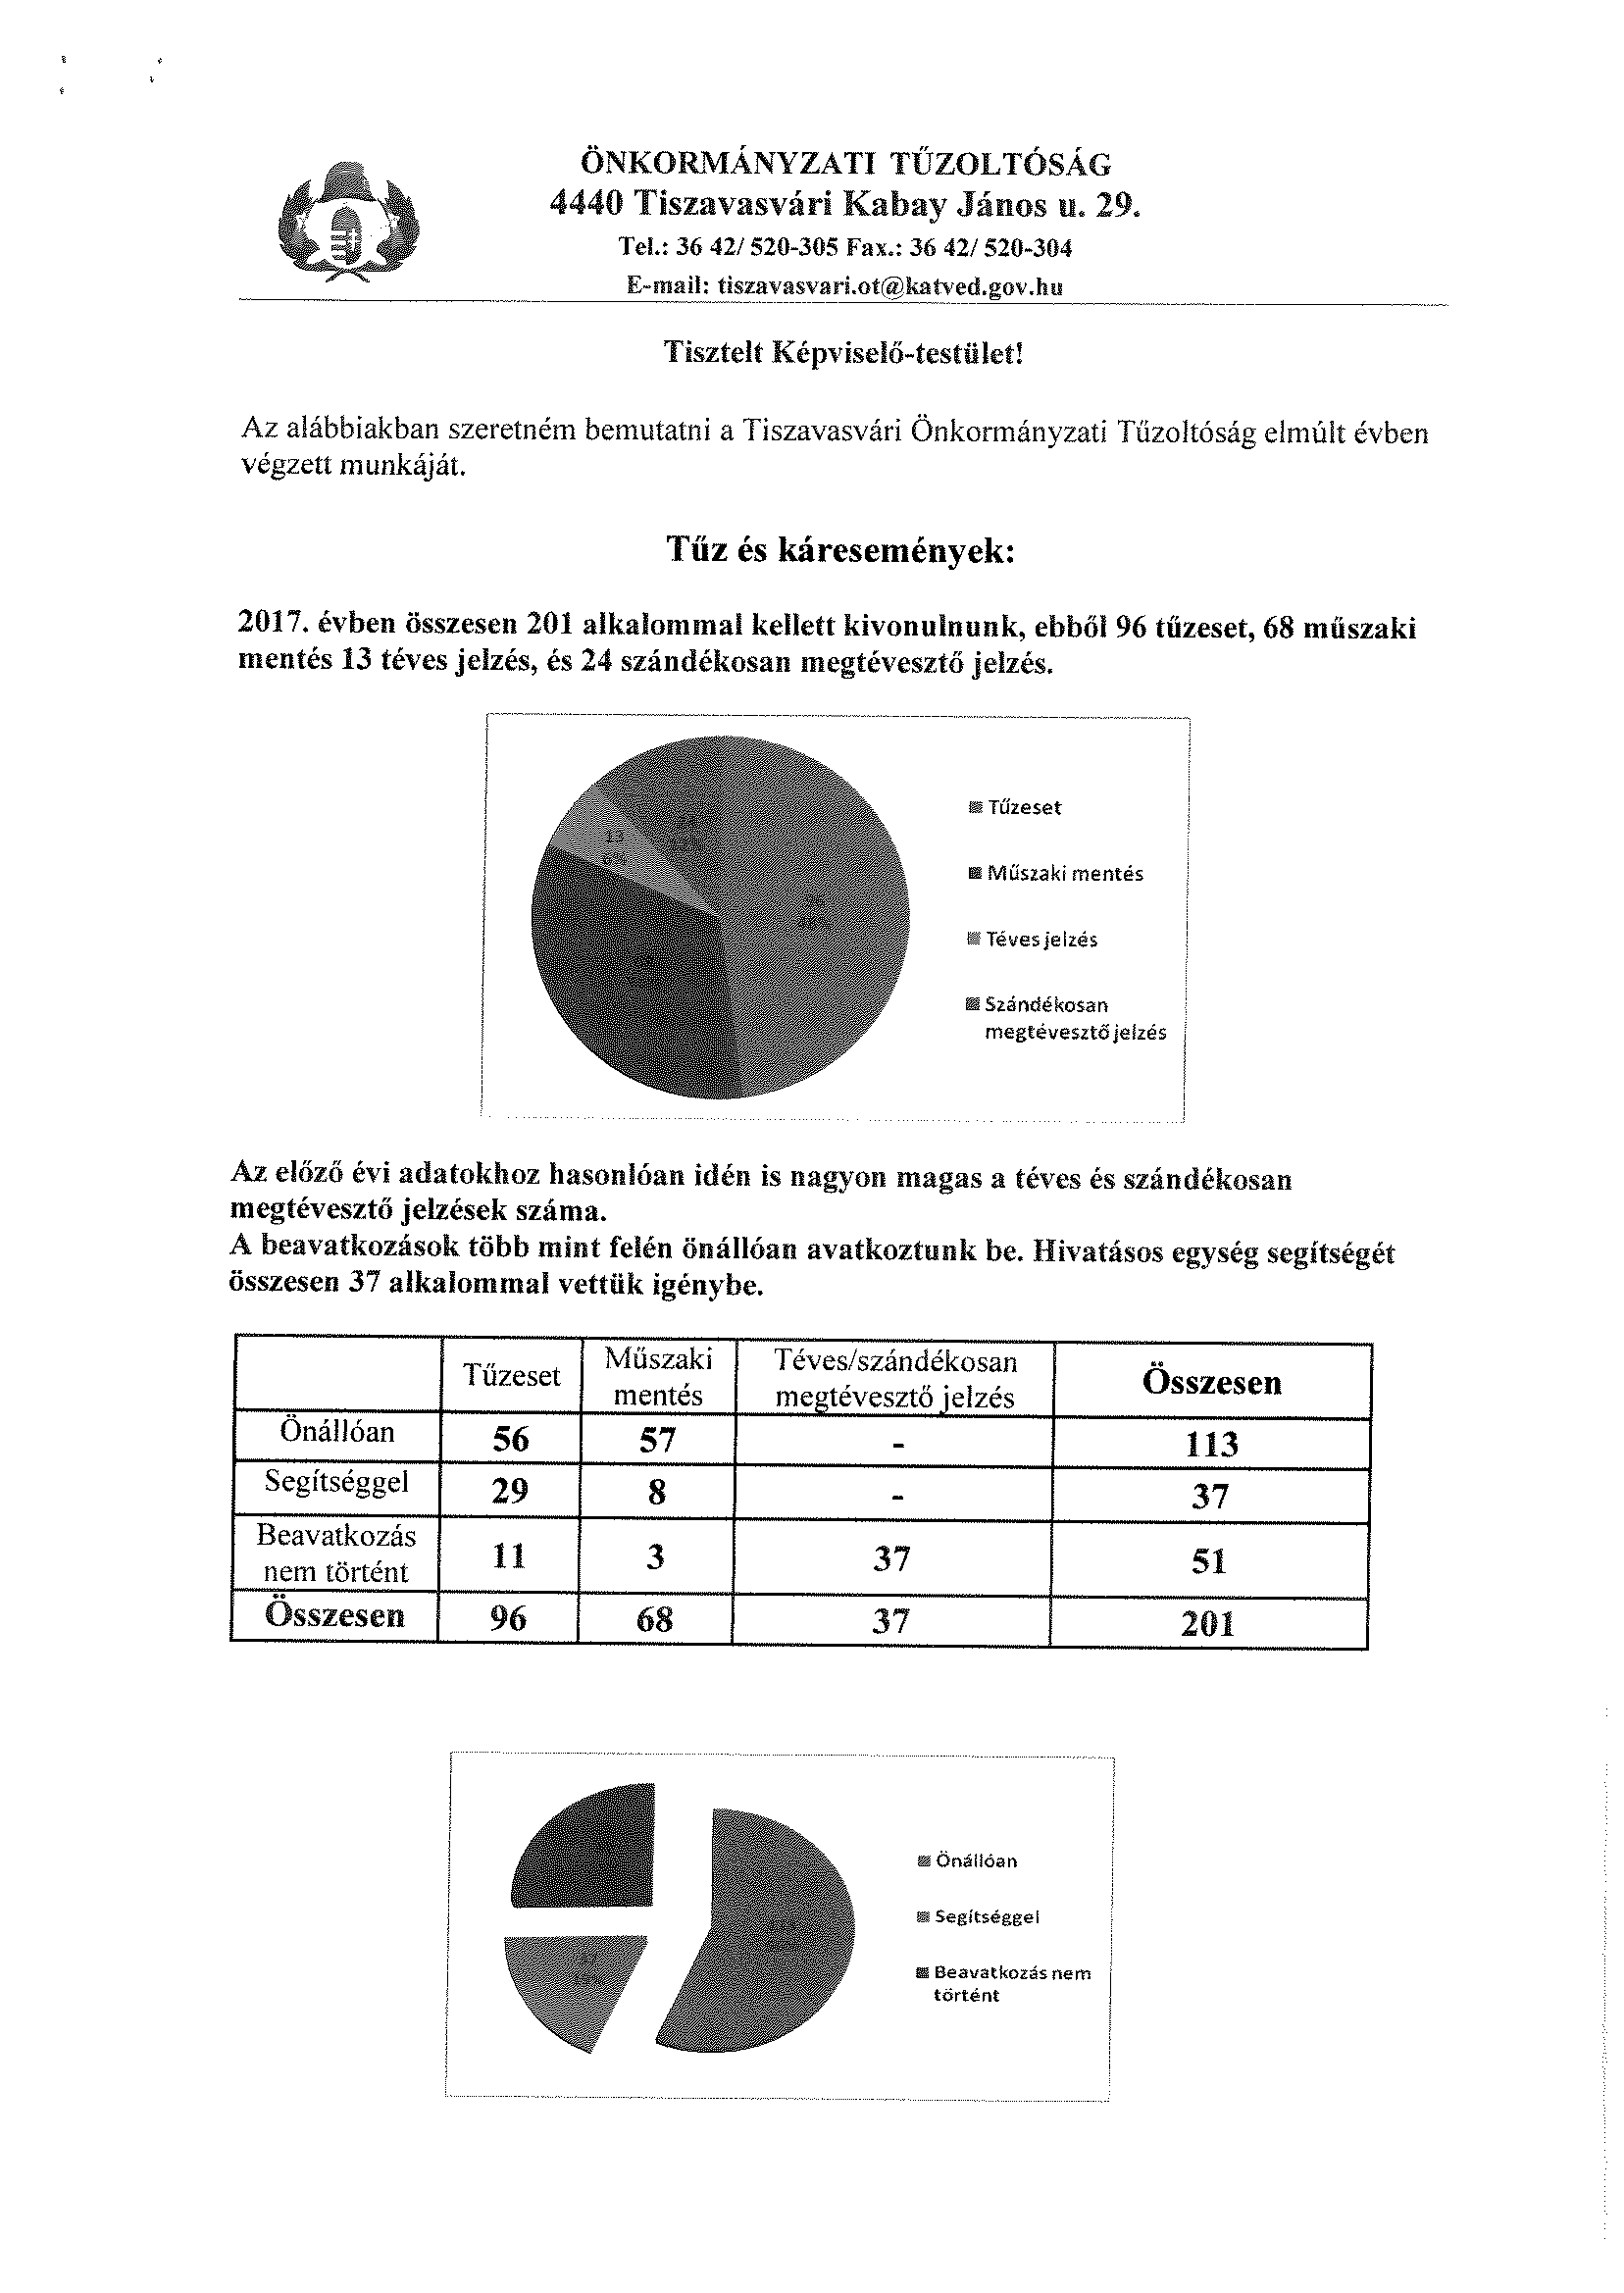 ÖNKORMÁNYZATI TŰZOLTÓSÁG
4440 Tiszavasvári Kabay János u. 29.
Tel.: 36 42/ 520-305 Fax.: 36 42/ 520-304
E-mail: tiszavasvari.ot@katved.gov.hu
Tisztelt Képviselő-testület!
Az alábbiakban szeretném bemutatni a Tiszavasvári Önkormányzati Tűzoltóság elmúlt évben
végzett munkáját.
Tűz és káresemények:
2017. évben összesen 201 alkalommal kellett kivonulnunk, ebből 96 tűzeset, 68 műszaki
mentés 13 téves jelzés, és 24 szándékosan megtévesztő jelzés.
13
6%
Tűzeset
Műszaki mentés
Téves jelzés
Szándékosan
megtévesztő jelzés
Az előző évi adatokhoz hasonlóan idén is nagyon magas a téves és szándékosan
megtévesztő jelzések száma.
A beavatkozások több mint felén önállóan avatkoztunk be. Hivatásos egység segítségét
összesen 37 alkalommal vettük igénybe.
Tűzeset Műszaki mentés Téves/szándékosan megtévesztő jelzés Összesen
Önállóan 56 57 - 113
Segítséggel 29 8 - 37
Beavatkozás nem történt 11 3 37 51
Összesen 96 68 37 201
37
Önállóan
Segítséggel
Beavatkozás nem
történt